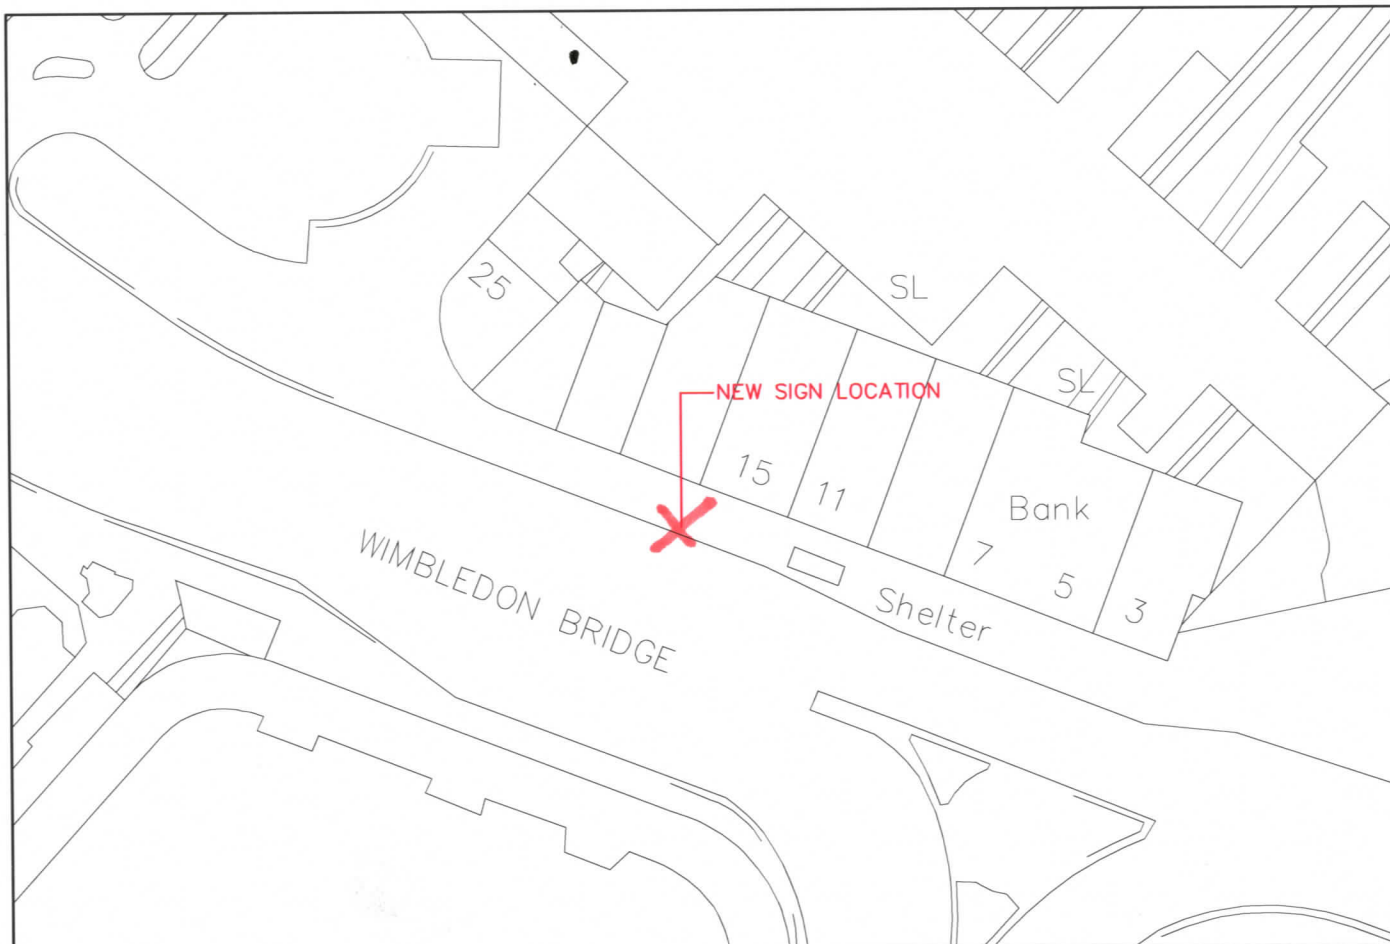 25
SL
SL
NEW SIGN LOCATION
15
11
Bank
7
5
3
Shelter
WIMBLEDON BRIDGE